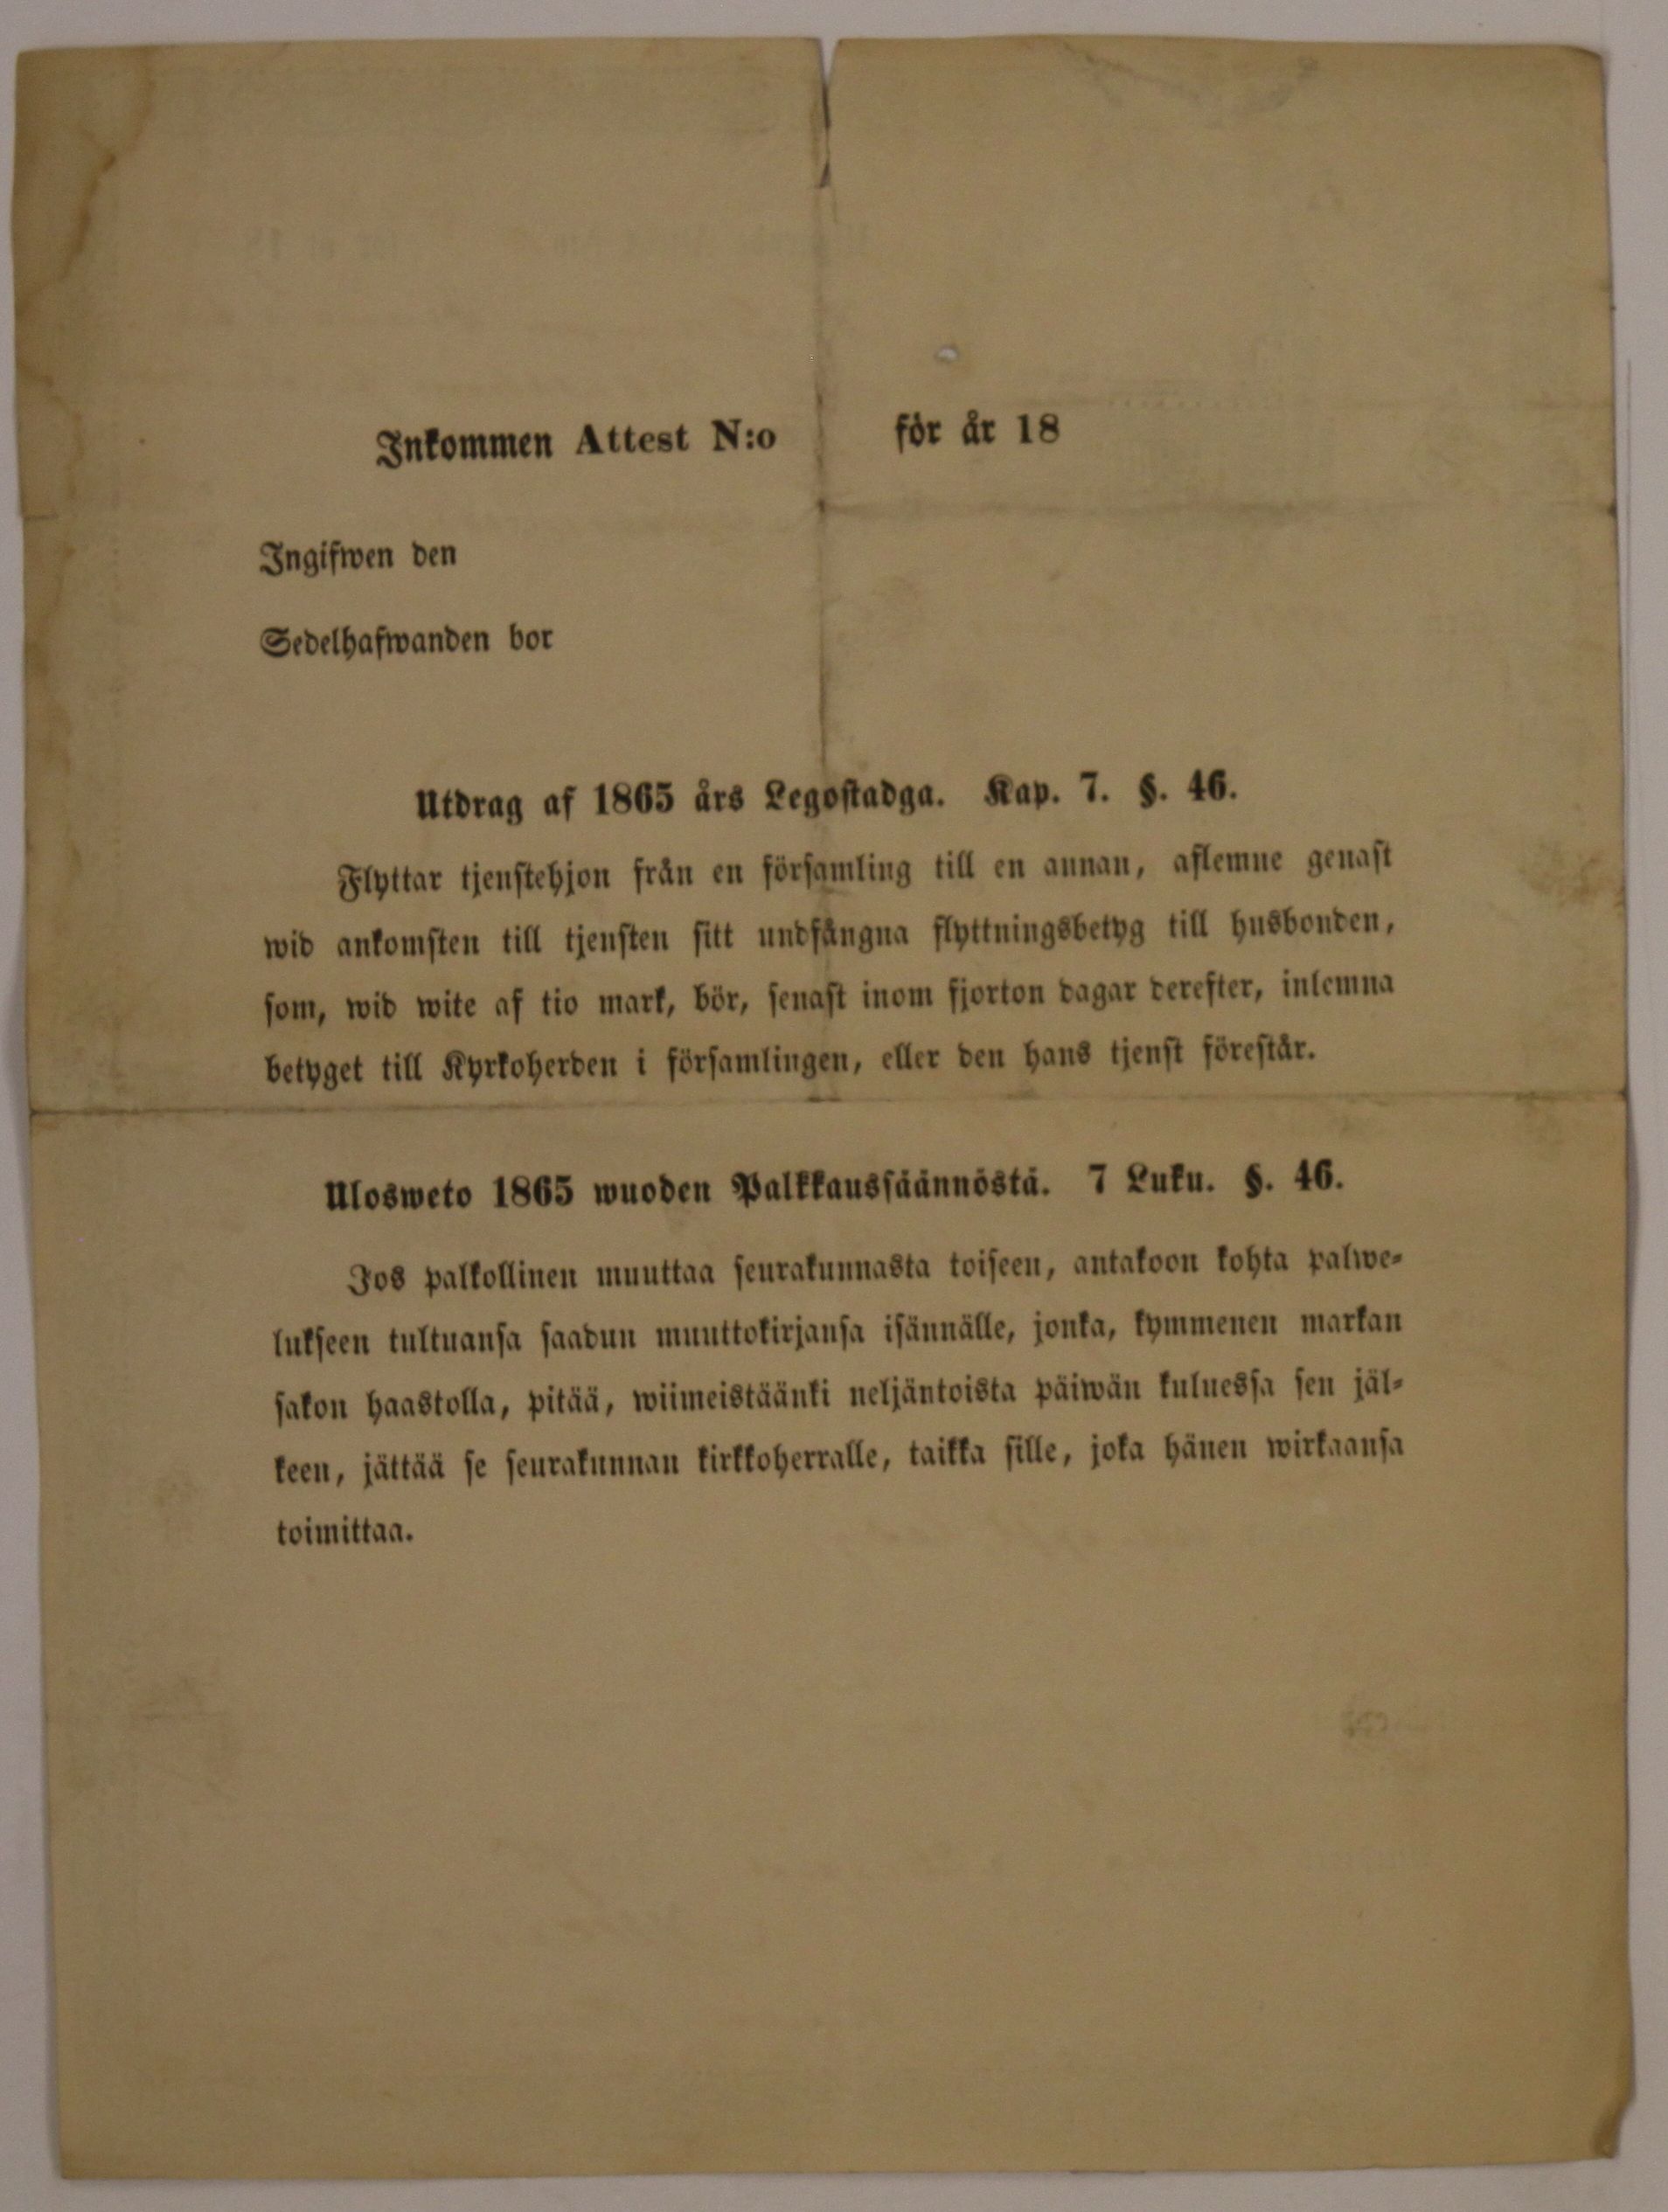 Inkommen Attest N:o för år 18
Ingifwen den
Sedelhafwanden bor
Utdrag af 1865 års Legostadga. Kap. 7. §. 46.
Flyttar tjenstehjon från en församling till en annan, aflemne genast
wid ankomsten till tjensten sitt undfångna flyttningsbetyg till husbonden,
som, wid wite af tio mark, bör, senast inom fjorton dagar derefter, inlemna
betyget till Kyrkoherden i församlingen, eller den hans tjenst förestår.
Ulosweto 1865 wuoden Palkkaussäännöstä. 7 Luku. §. 46.
Jos palkollinen muuttaa seurakunnasta toiseen, antakoon kohta palwe-
lukseen tultuansa saadun muuttokirjansa isännälle, jonka, kymmenen markan
sakon haastolla, pitää, wiimeistäänki neljäntoista päiwän kuluessa sen jäl-
keen, jättää se seurakunnan kirkkoherralle, taikka sille, joka hänen wirkaansa
toimittaa.